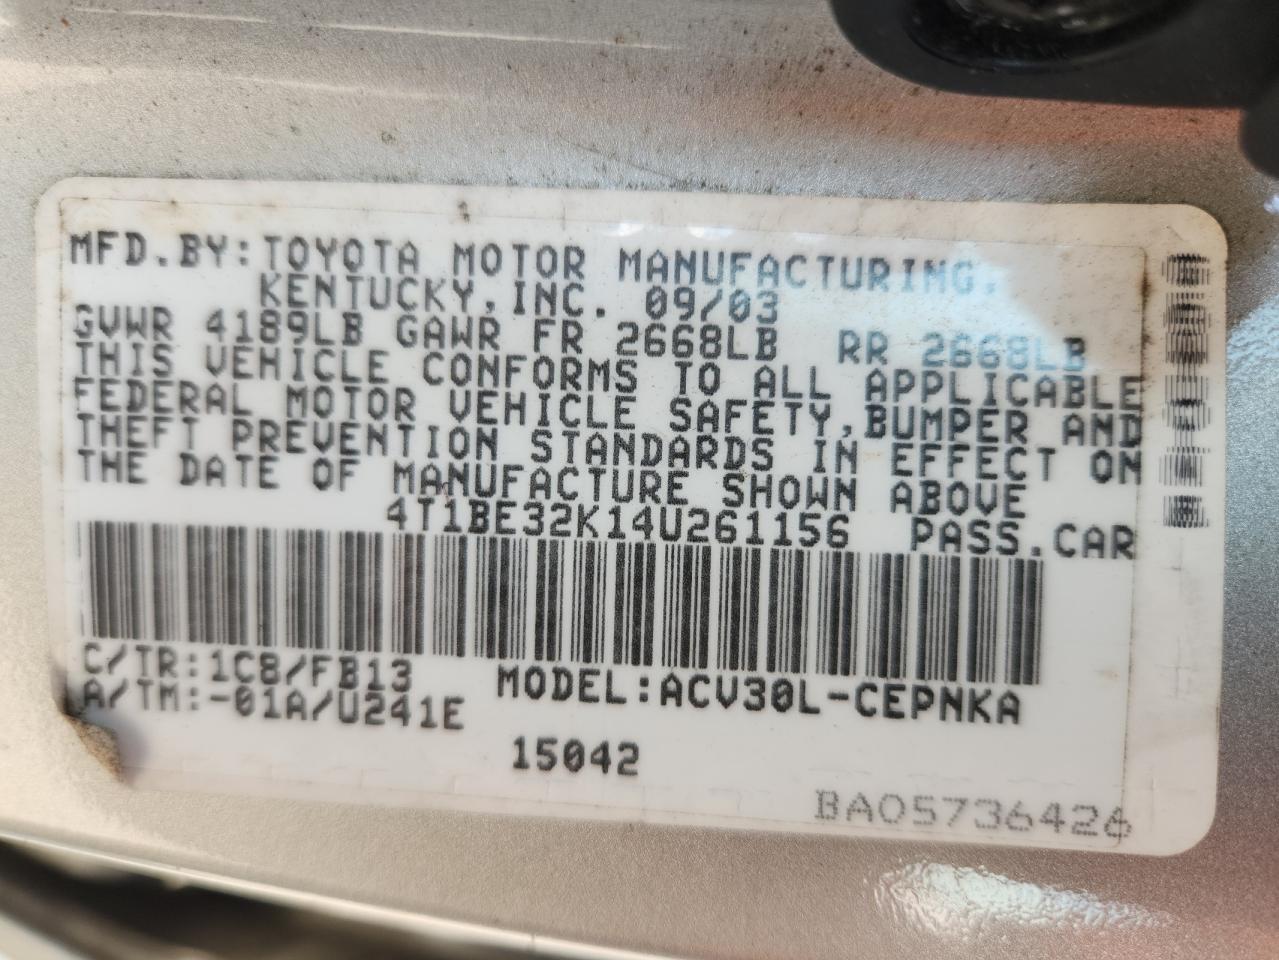 MFD.BY:TOYOTA MOTOR MANUFACTURING,
KENTUCKY,INC. 09/03
GVWR 4189LB GAWR FR 2668LB RR 2668LB
THIS VEHICLE CONFORMS TO ALL APPLICABLE
FEDERAL MOTOR VEHICLE SAFETY,BUMPER AND
THEFT PREVENTION STANDARDS IN EFFECT ON
THE DATE OF MANUFACTURE SHOWN ABOVE
4T1BE32K14U261156 PASS.CAR
C/TR:1C8/FB13 MODEL:ACV30L-CEPNKA
A/TM:-01A/U241E
15042
BA05736426